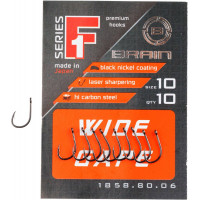 SERIES
F1
premium hooks
BRAIN
made in
Japan
black nickel coating
laser sharpering
hi carbon steel
SIZE 10
QTY 10
WIDE
GAPE
1858.80.06